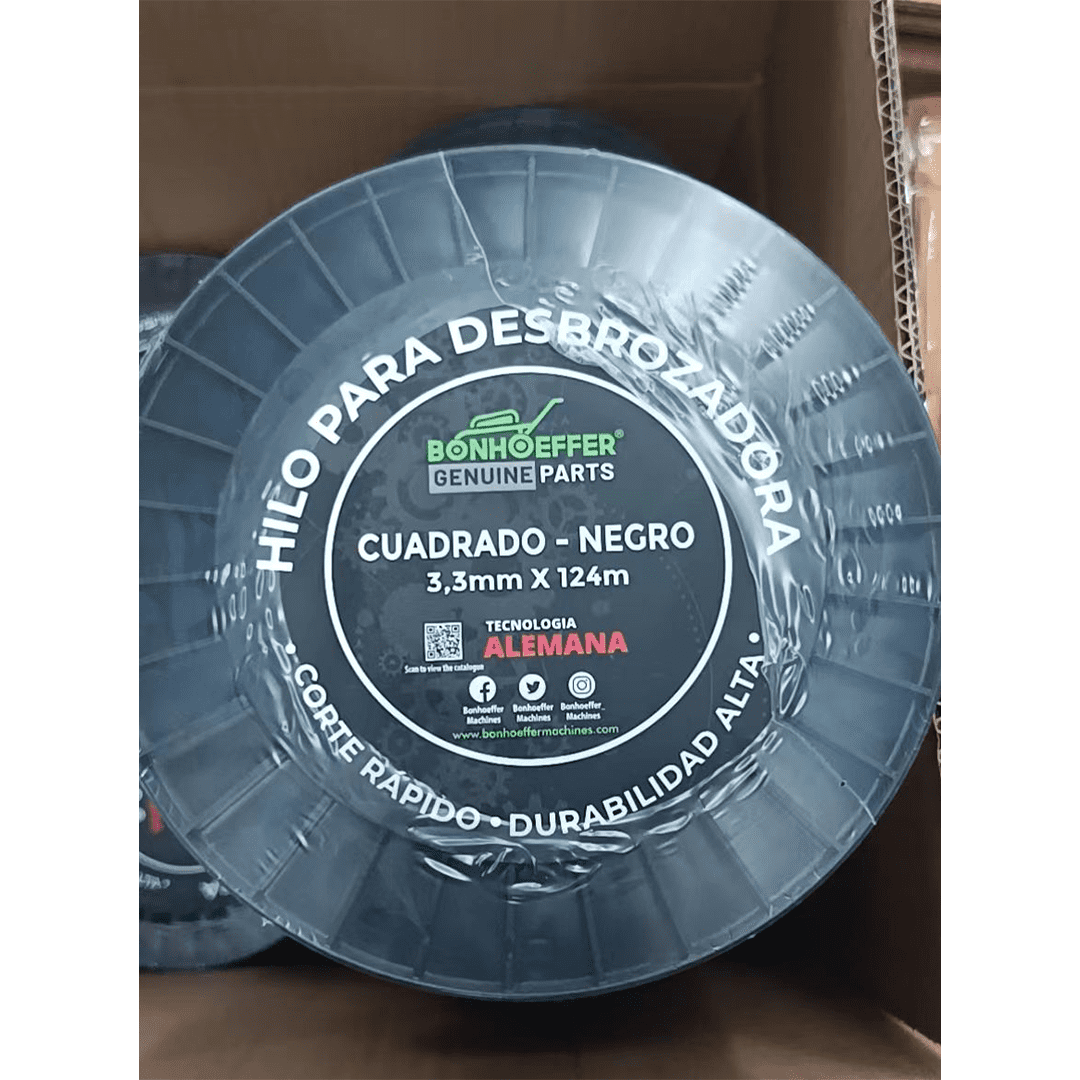 HILO PARA DESBROZADORA
BONHOEFFER®
GENUINE PARTS
CUADRADO - NEGRO
3,3mm X 124m
TECNOLOGIA
ALEMANA
Scan to view the catalogue
Bonhoeffer Machines
Bonhoeffer Machines
Bonhoeffer_ Machines
www.bonhoeffermachines.com
• CORTE RÁPIDO • DURABILIDAD ALTA •